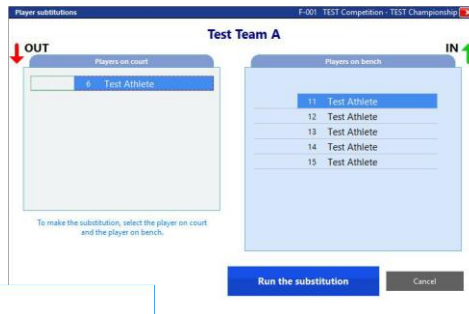 Player subtitutions
F-001 TEST Competition - TEST Championship
Test Team A
OUT
IN
Players on court
6 Test Athlete
To make the substitution, select the player on court
and the player on bench.
Players on bench
11 Test Athlete
12 Test Athlete
13 Test Athlete
14 Test Athlete
15 Test Athlete
Run the substitution
Cancel